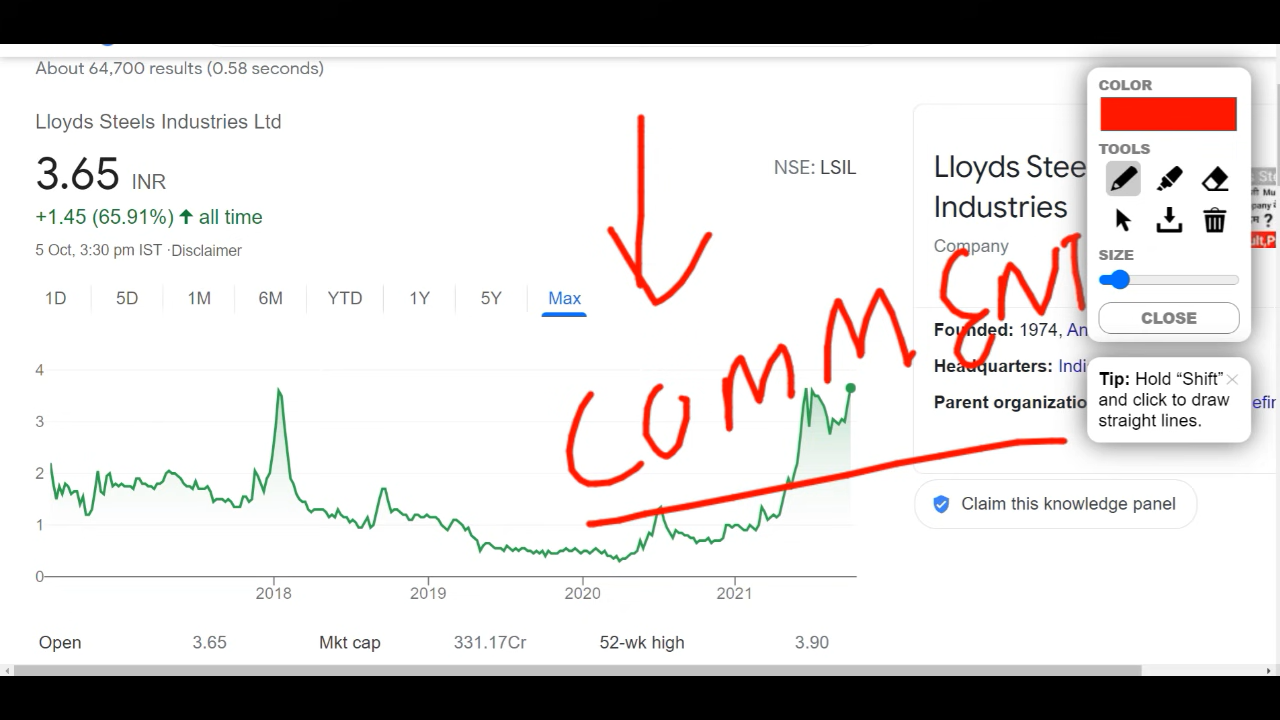 About 64,700 results (0.58 seconds)
Lloyds Steels Industries Ltd
3.65 INR
+1.45 (65.91%) ↑ all time
5 Oct, 3:30 pm IST ·Disclaimer
NSE: LSIL
1D 5D 1M 6M YTD 1Y 5Y Max
4
3
2
1
0
2018 2019 2020 2021
Open 3.65 Mkt cap 331.17Cr 52-wk high 3.90
COMMENT
Lloyds Stee
Industries
Company
Founded: 1974, An
Headquarters: Indi
Parent organizatio
Claim this knowledge panel
COLOR
TOOLS
SIZE
CLOSE
Tip: Hold “Shift”
and click to draw
straight lines.